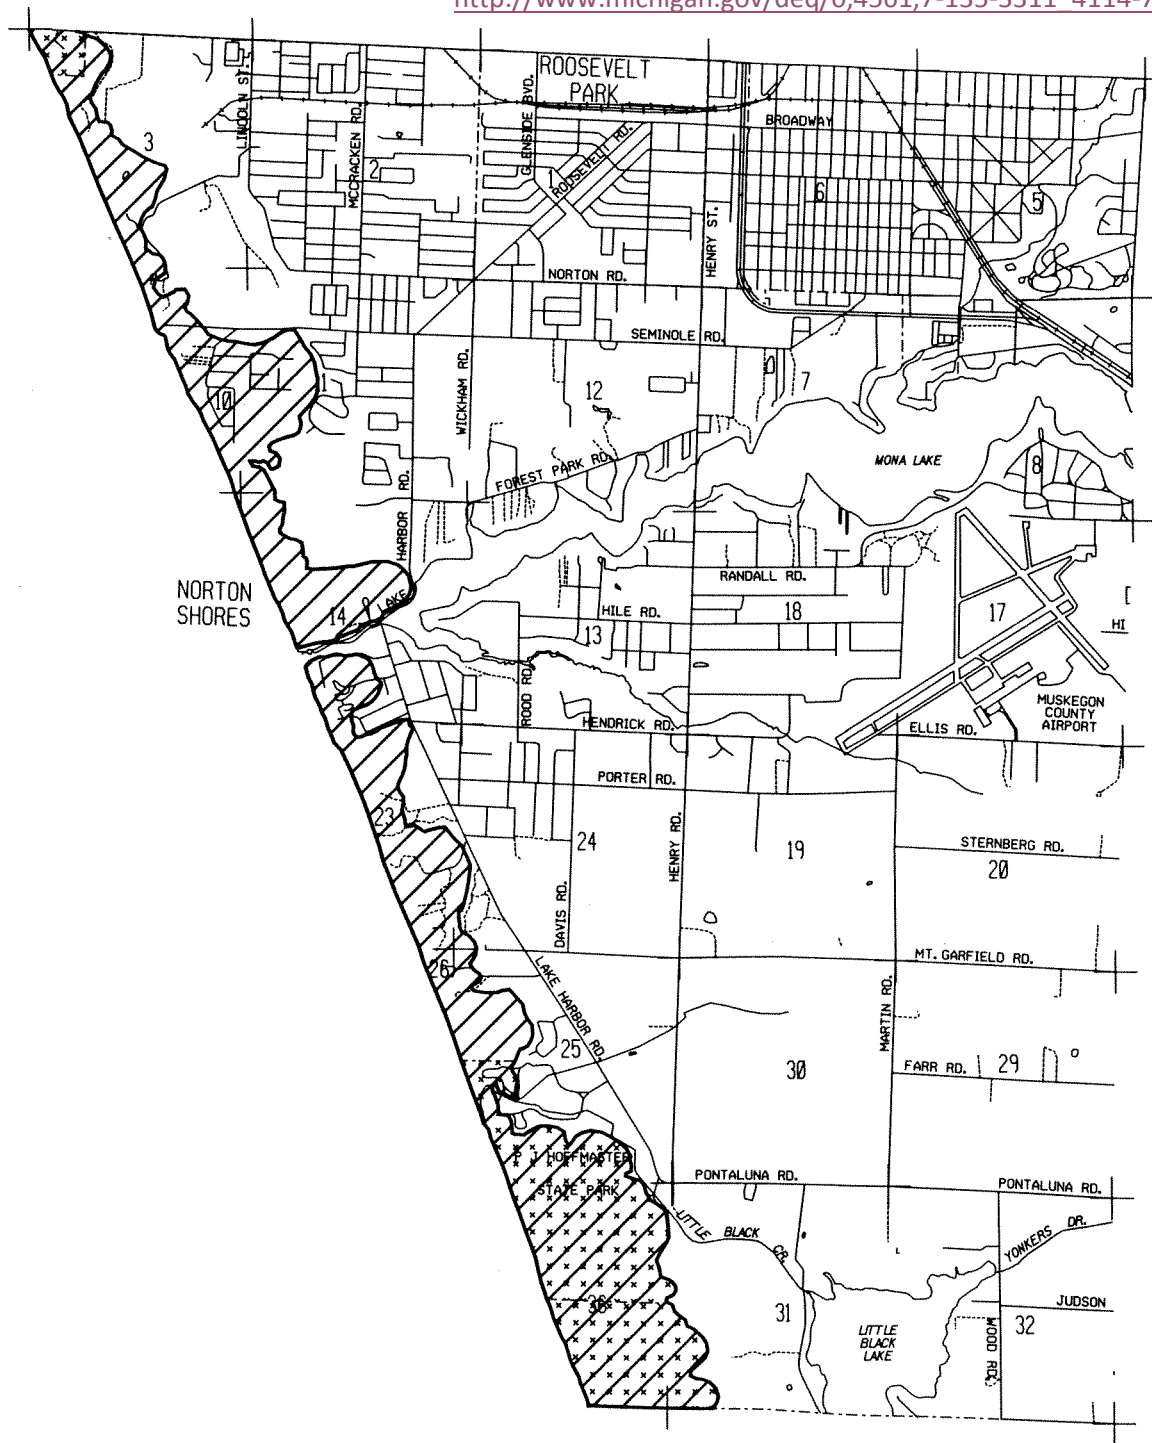 http://www.michigan.gov/deq/0,4561,7-135-3311_4114-7
ROOSEVELT
PARK
BROADWAY
LINCOLN ST.
MCCRACKEN RD.
GLENSIDE BVD.
ROOSEVELT RD.
3
2
1
6
5
HENRY ST.
NORTON RD.
SEMINOLE RD.
WICKHAM RD.
12
7
10
FOREST PARK RD.
MONA LAKE
8
HARBOR RD.
LAKE
NORTON
SHORES
14
RANDALL RD.
HILE RD.
18
17
13
HI
ROOD RD.
HENDRICK RD.
MUSKEGON
COUNTY
AIRPORT
ELLIS RD.
PORTER RD.
23
24
19
STERNBERG RD.
20
HENRY RD.
DAVIS RD.
MT. GARFIELD RD.
26
LAKE HARBOR RD.
MARTIN RD.
25
30
FARR RD.
29
P J HOFFMASTER
STATE PARK
PONTALUNA RD.
PONTALUNA RD.
LITTLE BLACK CR.
YONKERS DR.
36
31
JUDSON
32
WOOD RD.
LITTLE
BLACK
LAKE